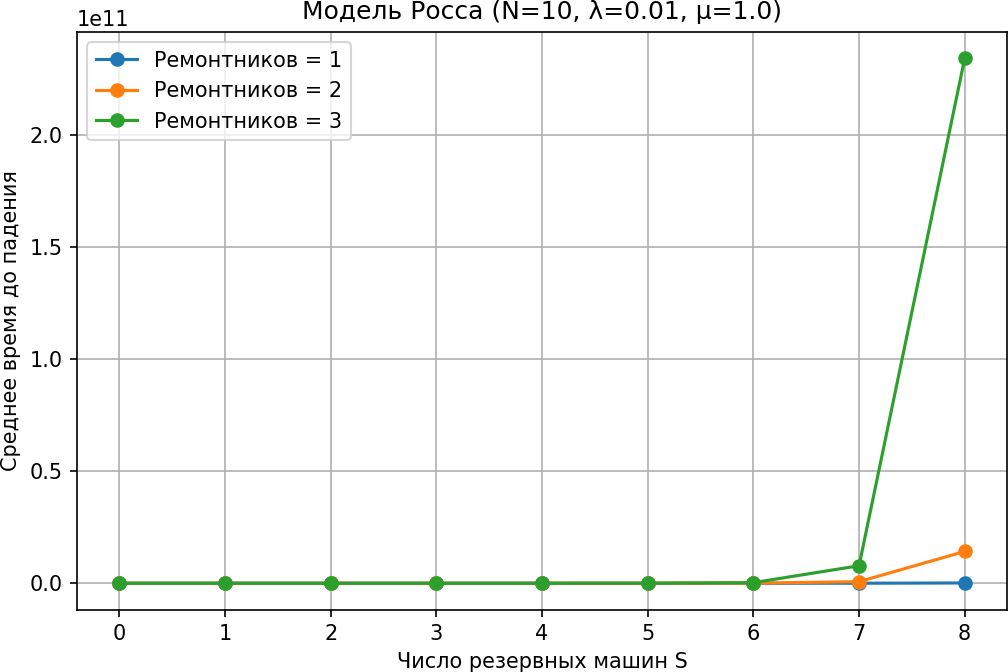 Модель Росса (N=10, λ=0.01, μ=1.0)
1e11
Ремонтников = 1
Ремонтников = 2
Ремонтников = 3
Среднее время до падения
2.0
1.5
1.0
0.5
0.0
0 1 2 3 4 5 6 7 8
Число резервных машин S